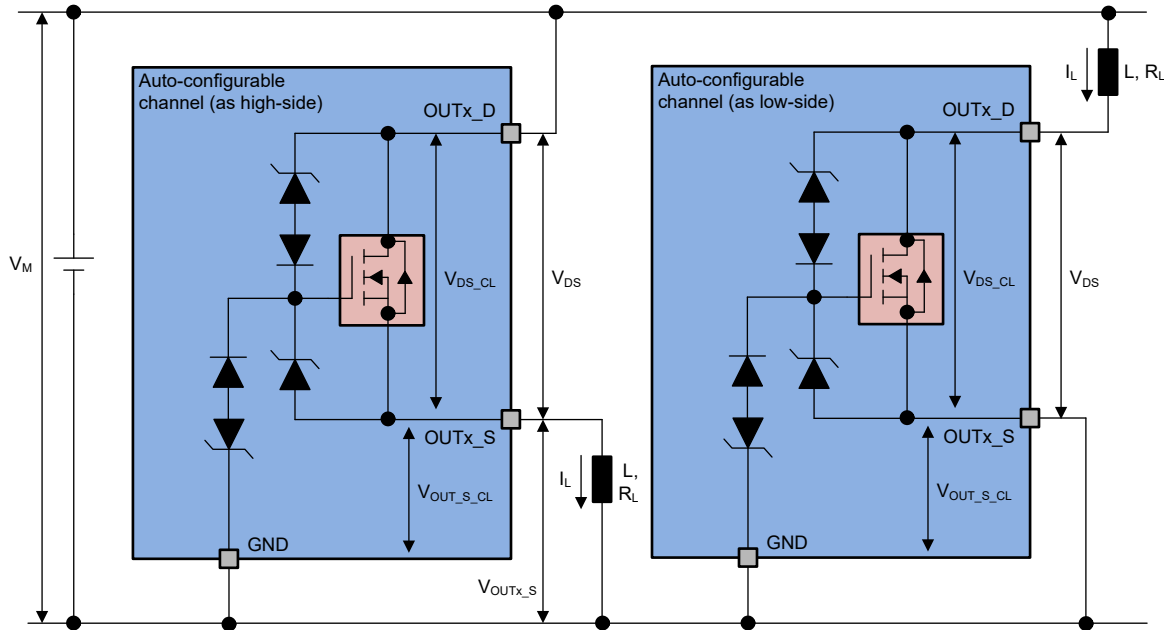 Auto-configurable
channel (as high-side)
OUTx_D
V_M
V_DS_CL
V_DS
OUTx_S
V_OUT_S_CL
I_L
L,
R_L
GND
V_OUTx_S
Auto-configurable
channel (as low-side)
OUTx_D
I_L
L, R_L
V_DS_CL
V_DS
OUTx_S
V_OUT_S_CL
GND